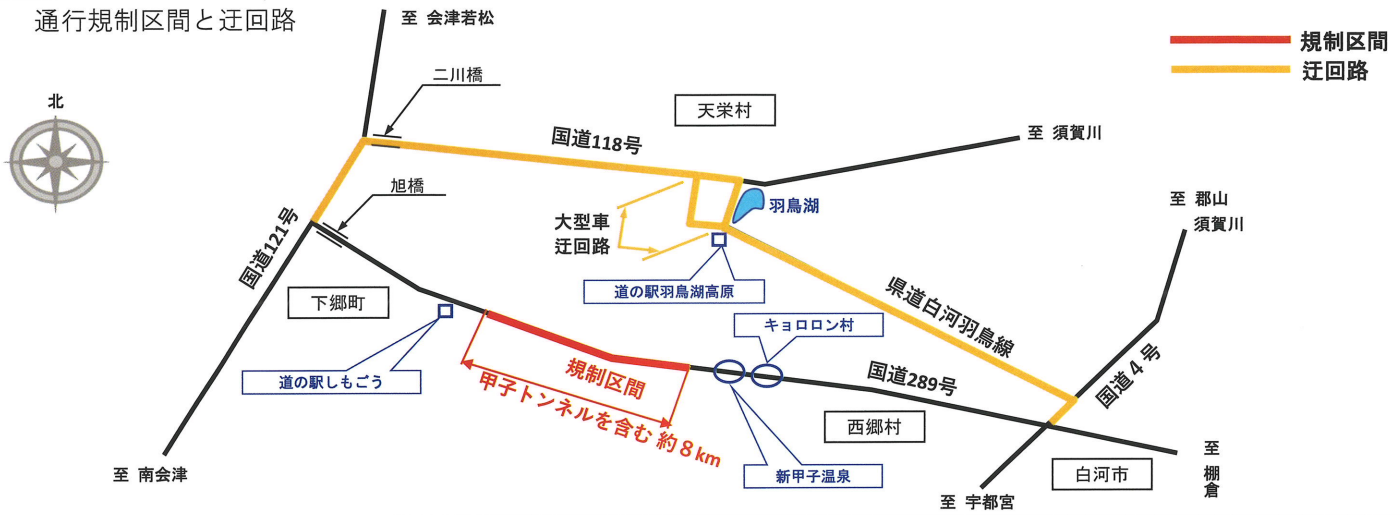 通行規制区間と迂回路
至 会津若松
規制区間
迂回路
北
二川橋
天栄村
国道118号
至 須賀川
旭橋
羽鳥湖
至 郡山
須賀川
大型車
迂回路
国道121号
道の駅羽鳥湖高原
県道白河羽鳥線
下郷町
キョロロン村
道の駅しもごう
規制区間
甲子トンネルを含む 約8km
国道289号
国道4号
西郷村
新甲子温泉
至 南会津
白河市
至 棚倉
至 宇都宮